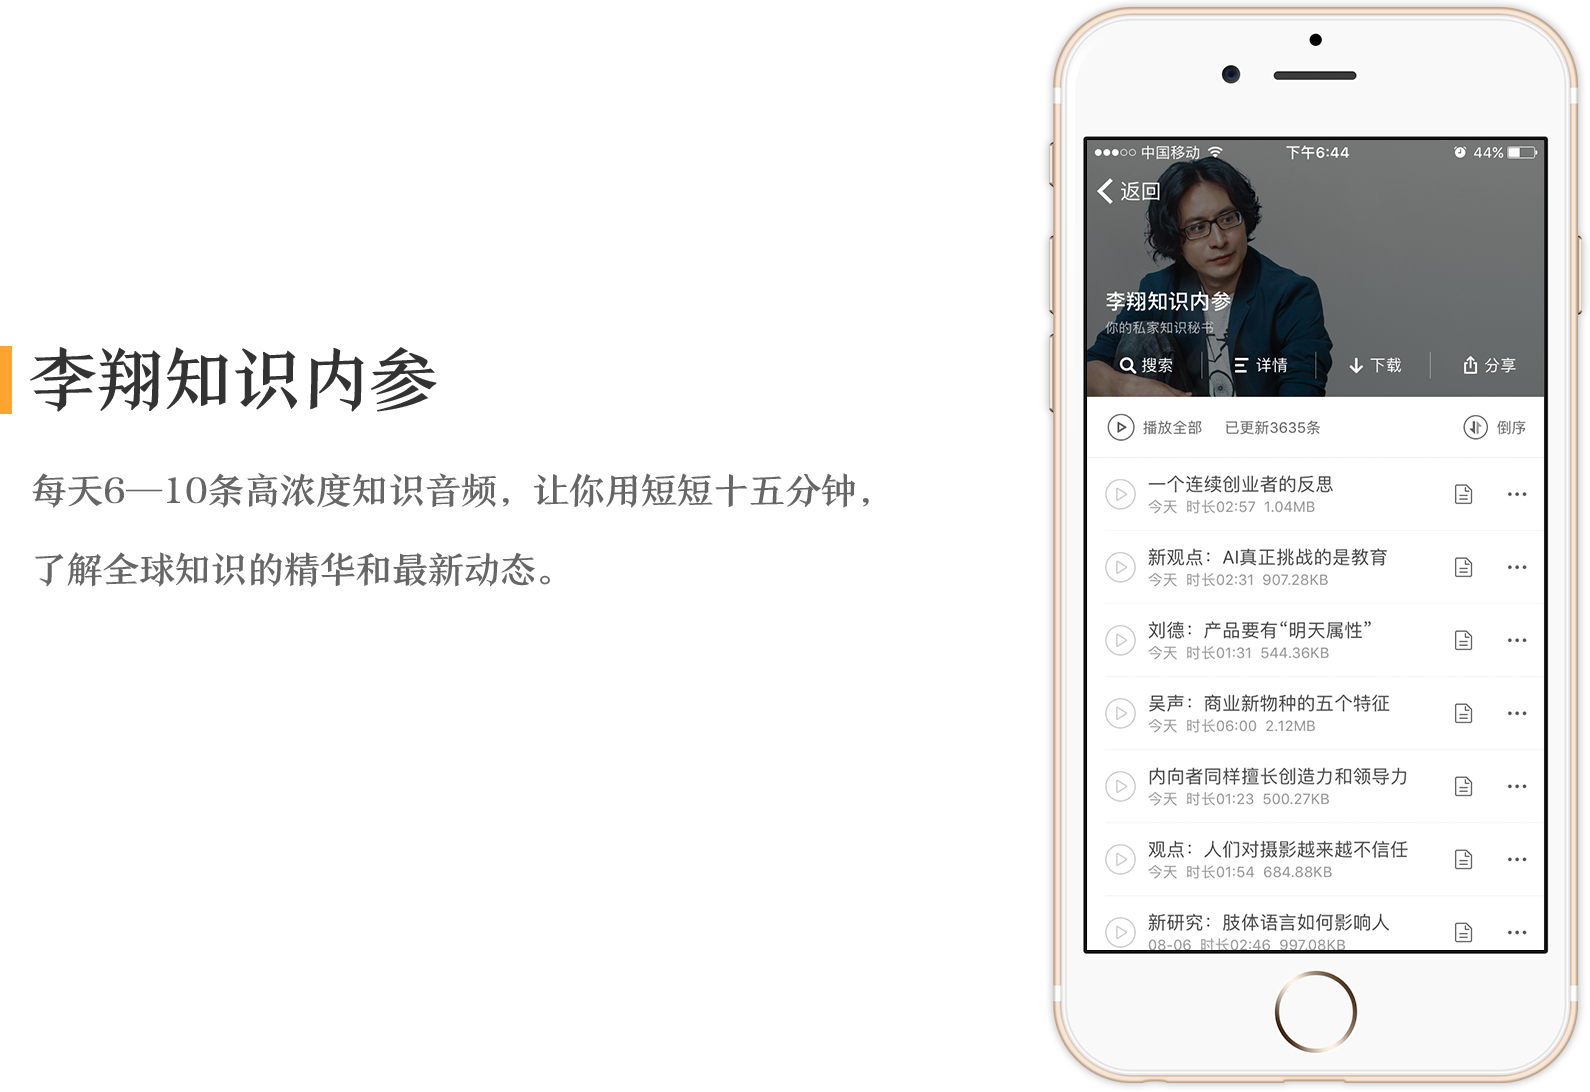 李翔知识内参
每天6—10条高浓度知识音频，让你用短短十五分钟，
了解全球知识的精华和最新动态。
中国移动 下午6:44 44%
返回
李翔知识内参
你的私家知识秘书
搜索 详情 下载 分享
播放全部 已更新3635条 倒序
一个连续创业者的反思
今天 时长02:57 1.04MB
新观点：AI真正挑战的是教育
今天 时长02:31 907.28KB
刘德：产品要有“明天属性”
今天 时长01:31 544.36KB
吴声：商业新物种的五个特征
今天 时长06:00 2.12MB
内向者同样擅长创造力和领导力
今天 时长01:23 500.27KB
观点：人们对摄影越来越不信任
今天 时长01:54 684.88KB
新研究：肢体语言如何影响人
08-06 时长02:46 997.08KB